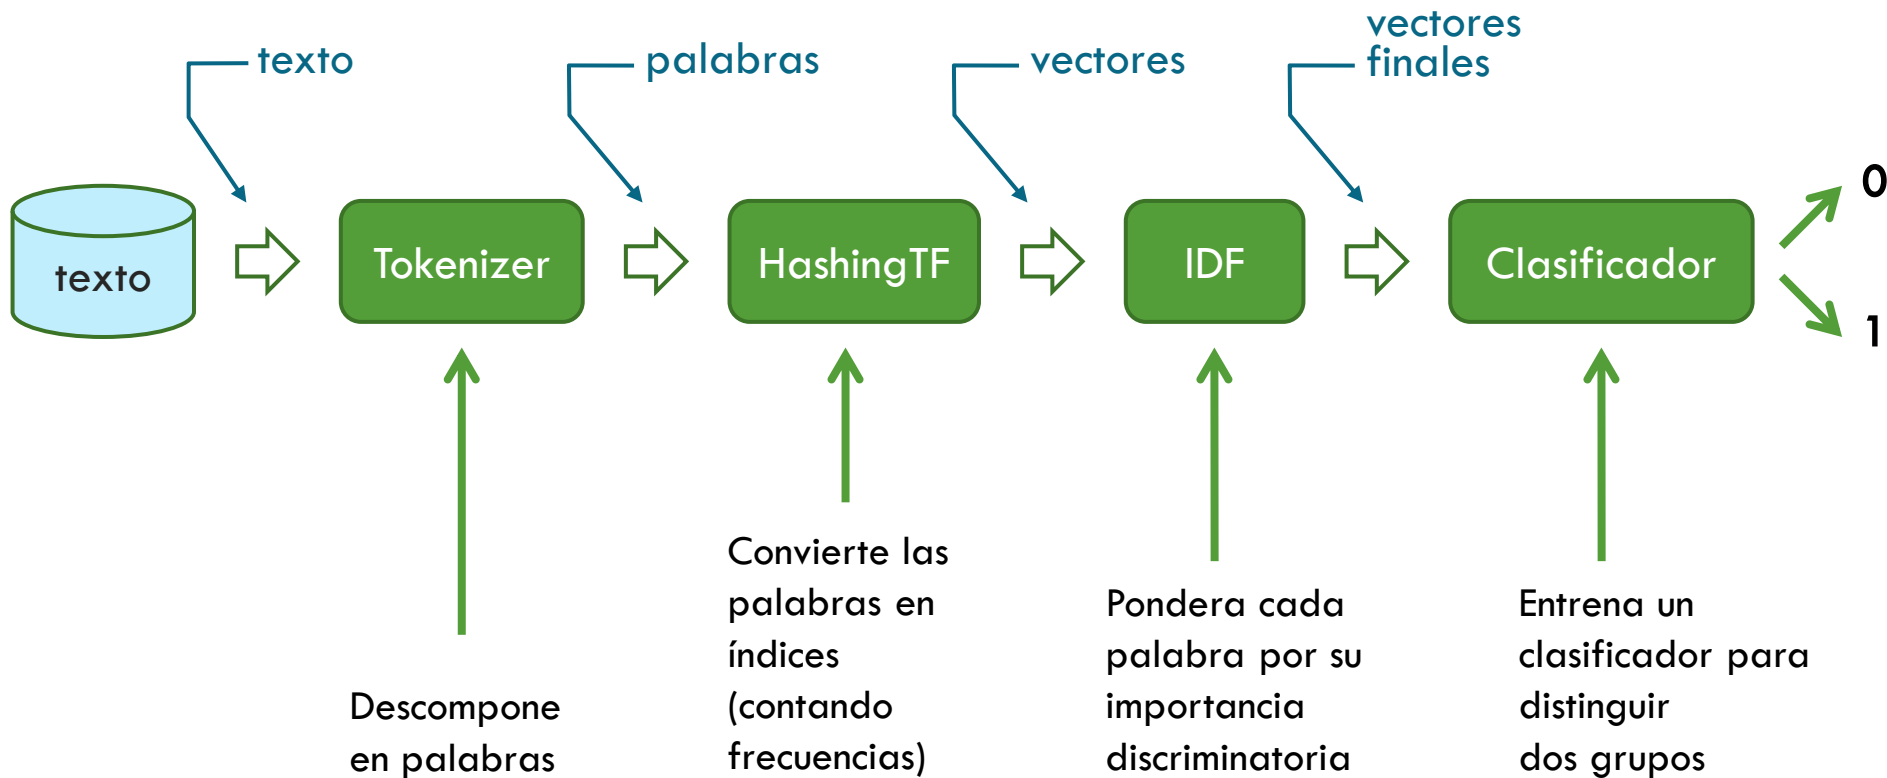 texto
palabras
vectores
vectores
finales
texto
Tokenizer
HashingTF
IDF
Clasificador
0
1
Descompone
en palabras
Convierte las
palabras en
índices
(contando
frecuencias)
Pondera cada
palabra por su
importancia
discriminatoria
Entrena un
clasificador para
distinguir
dos grupos